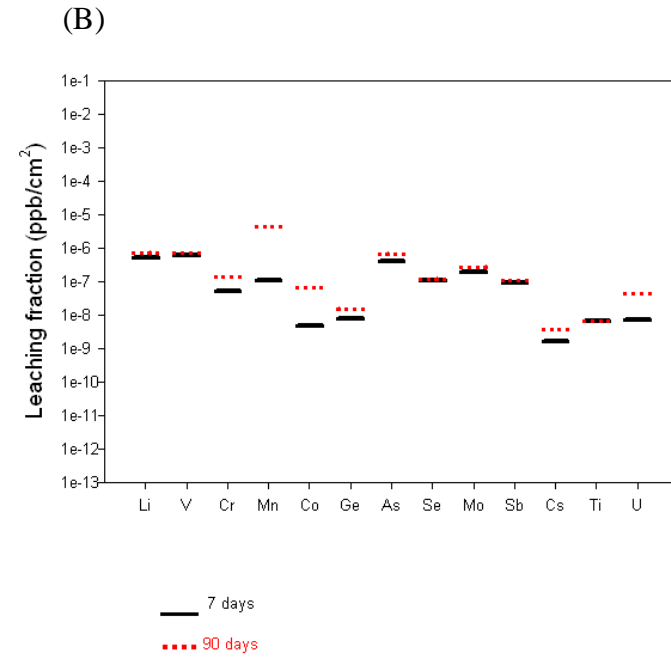 (B)
1e-1
1e-2
1e-3
1e-4
1e-5
1e-6
1e-7
1e-8
1e-9
1e-10
1e-11
1e-12
1e-13
Leaching fraction (ppb/cm²)
Li V Cr Mn Co Ge As Se Mo Sb Cs Ti U
7 days
90 days